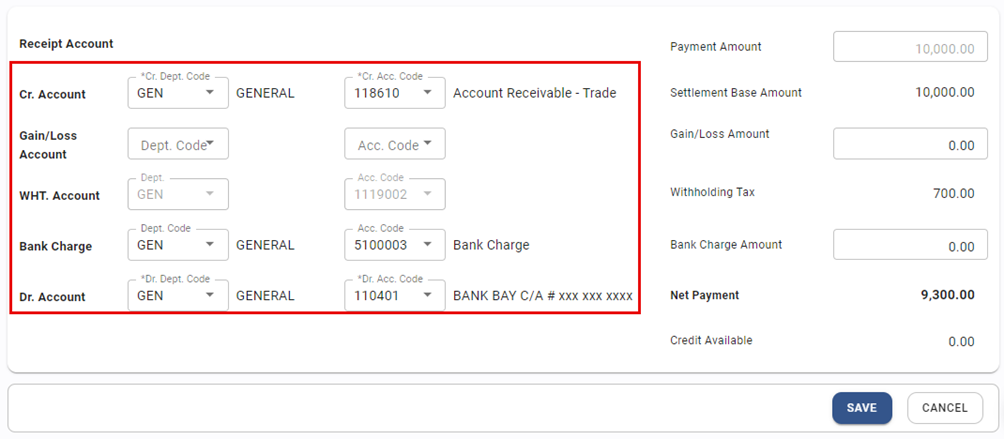 Receipt Account
Payment Amount 10,000.00
*Cr. Dept. Code *Cr. Acc. Code
Cr. Account GEN GENERAL 118610 Account Receivable - Trade
Settlement Base Amount 10,000.00
Gain/Loss
Account
Dept. Code Acc. Code
Gain/Loss Amount 0.00
Dept. Acc. Code
WHT. Account GEN 1119002
Withholding Tax 700.00
Dept. Code Acc. Code
Bank Charge GEN GENERAL 5100003 Bank Charge
Bank Charge Amount 0.00
*Dr. Dept. Code *Dr. Acc. Code
Dr. Account GEN GENERAL 110401 BANK BAY C/A # xxx xxx xxxx
Net Payment 9,300.00
Credit Available 0.00
SAVE CANCEL